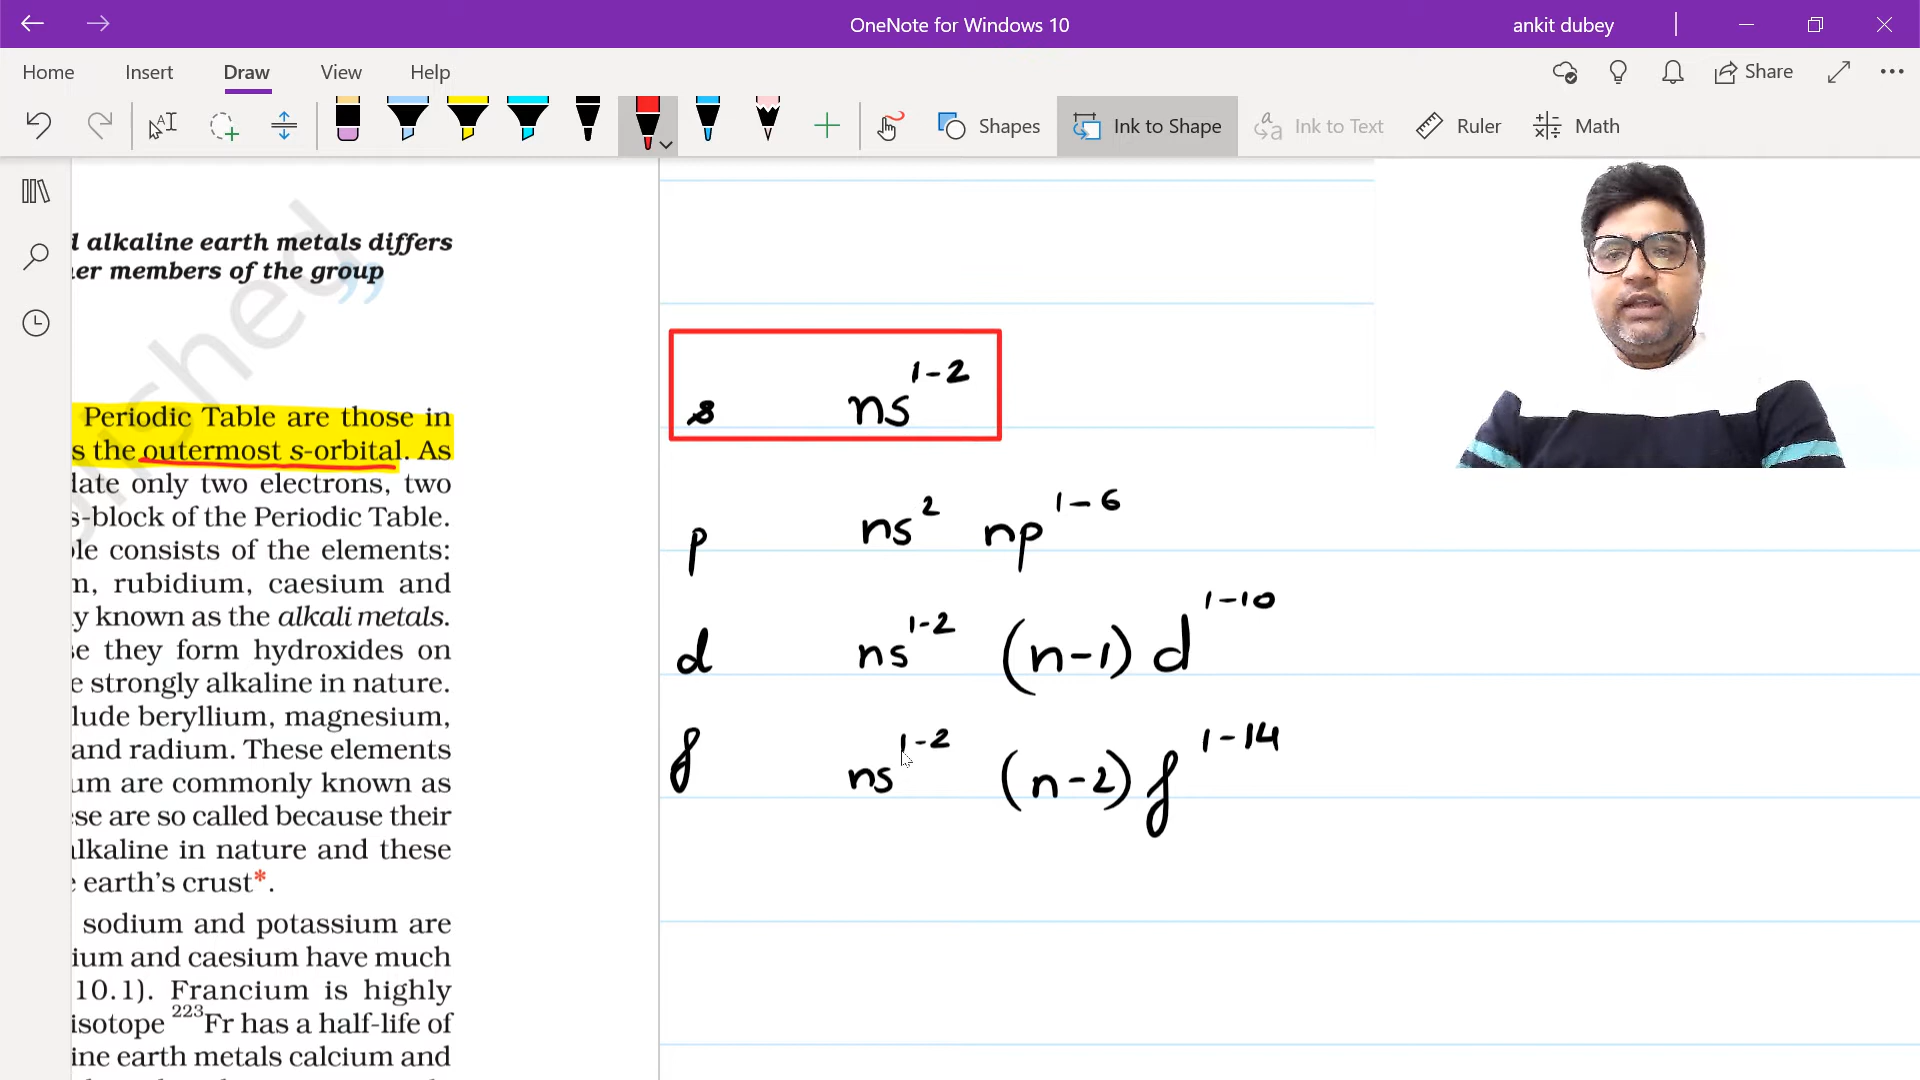 OneNote for Windows 10
ankit dubey
Home Insert Draw View Help
Share
Shapes Ink to Shape Ink to Text Ruler Math
alkaline earth metals differs
er members of the group
Periodic Table are those in
s the outermost s-orbital. As
late only two electrons, two
s-block of the Periodic Table.
le consists of the elements:
m, rubidium, caesium and
y known as the alkali metals.
se they form hydroxides on
e strongly alkaline in nature.
lude beryllium, magnesium,
and radium. These elements
um are commonly known as
se are so called because their
lkaline in nature and these
e earth's crust*.
sodium and potassium are
ium and caesium have much
10.1). Francium is highly
isotope ²²³Fr has a half-life of
ine earth metals calcium and
ished
s ns¹⁻²
p ns² np¹⁻⁶
d ns¹⁻² (n-1) d¹⁻¹⁰
f ns¹⁻² (n-2) f¹⁻¹⁴